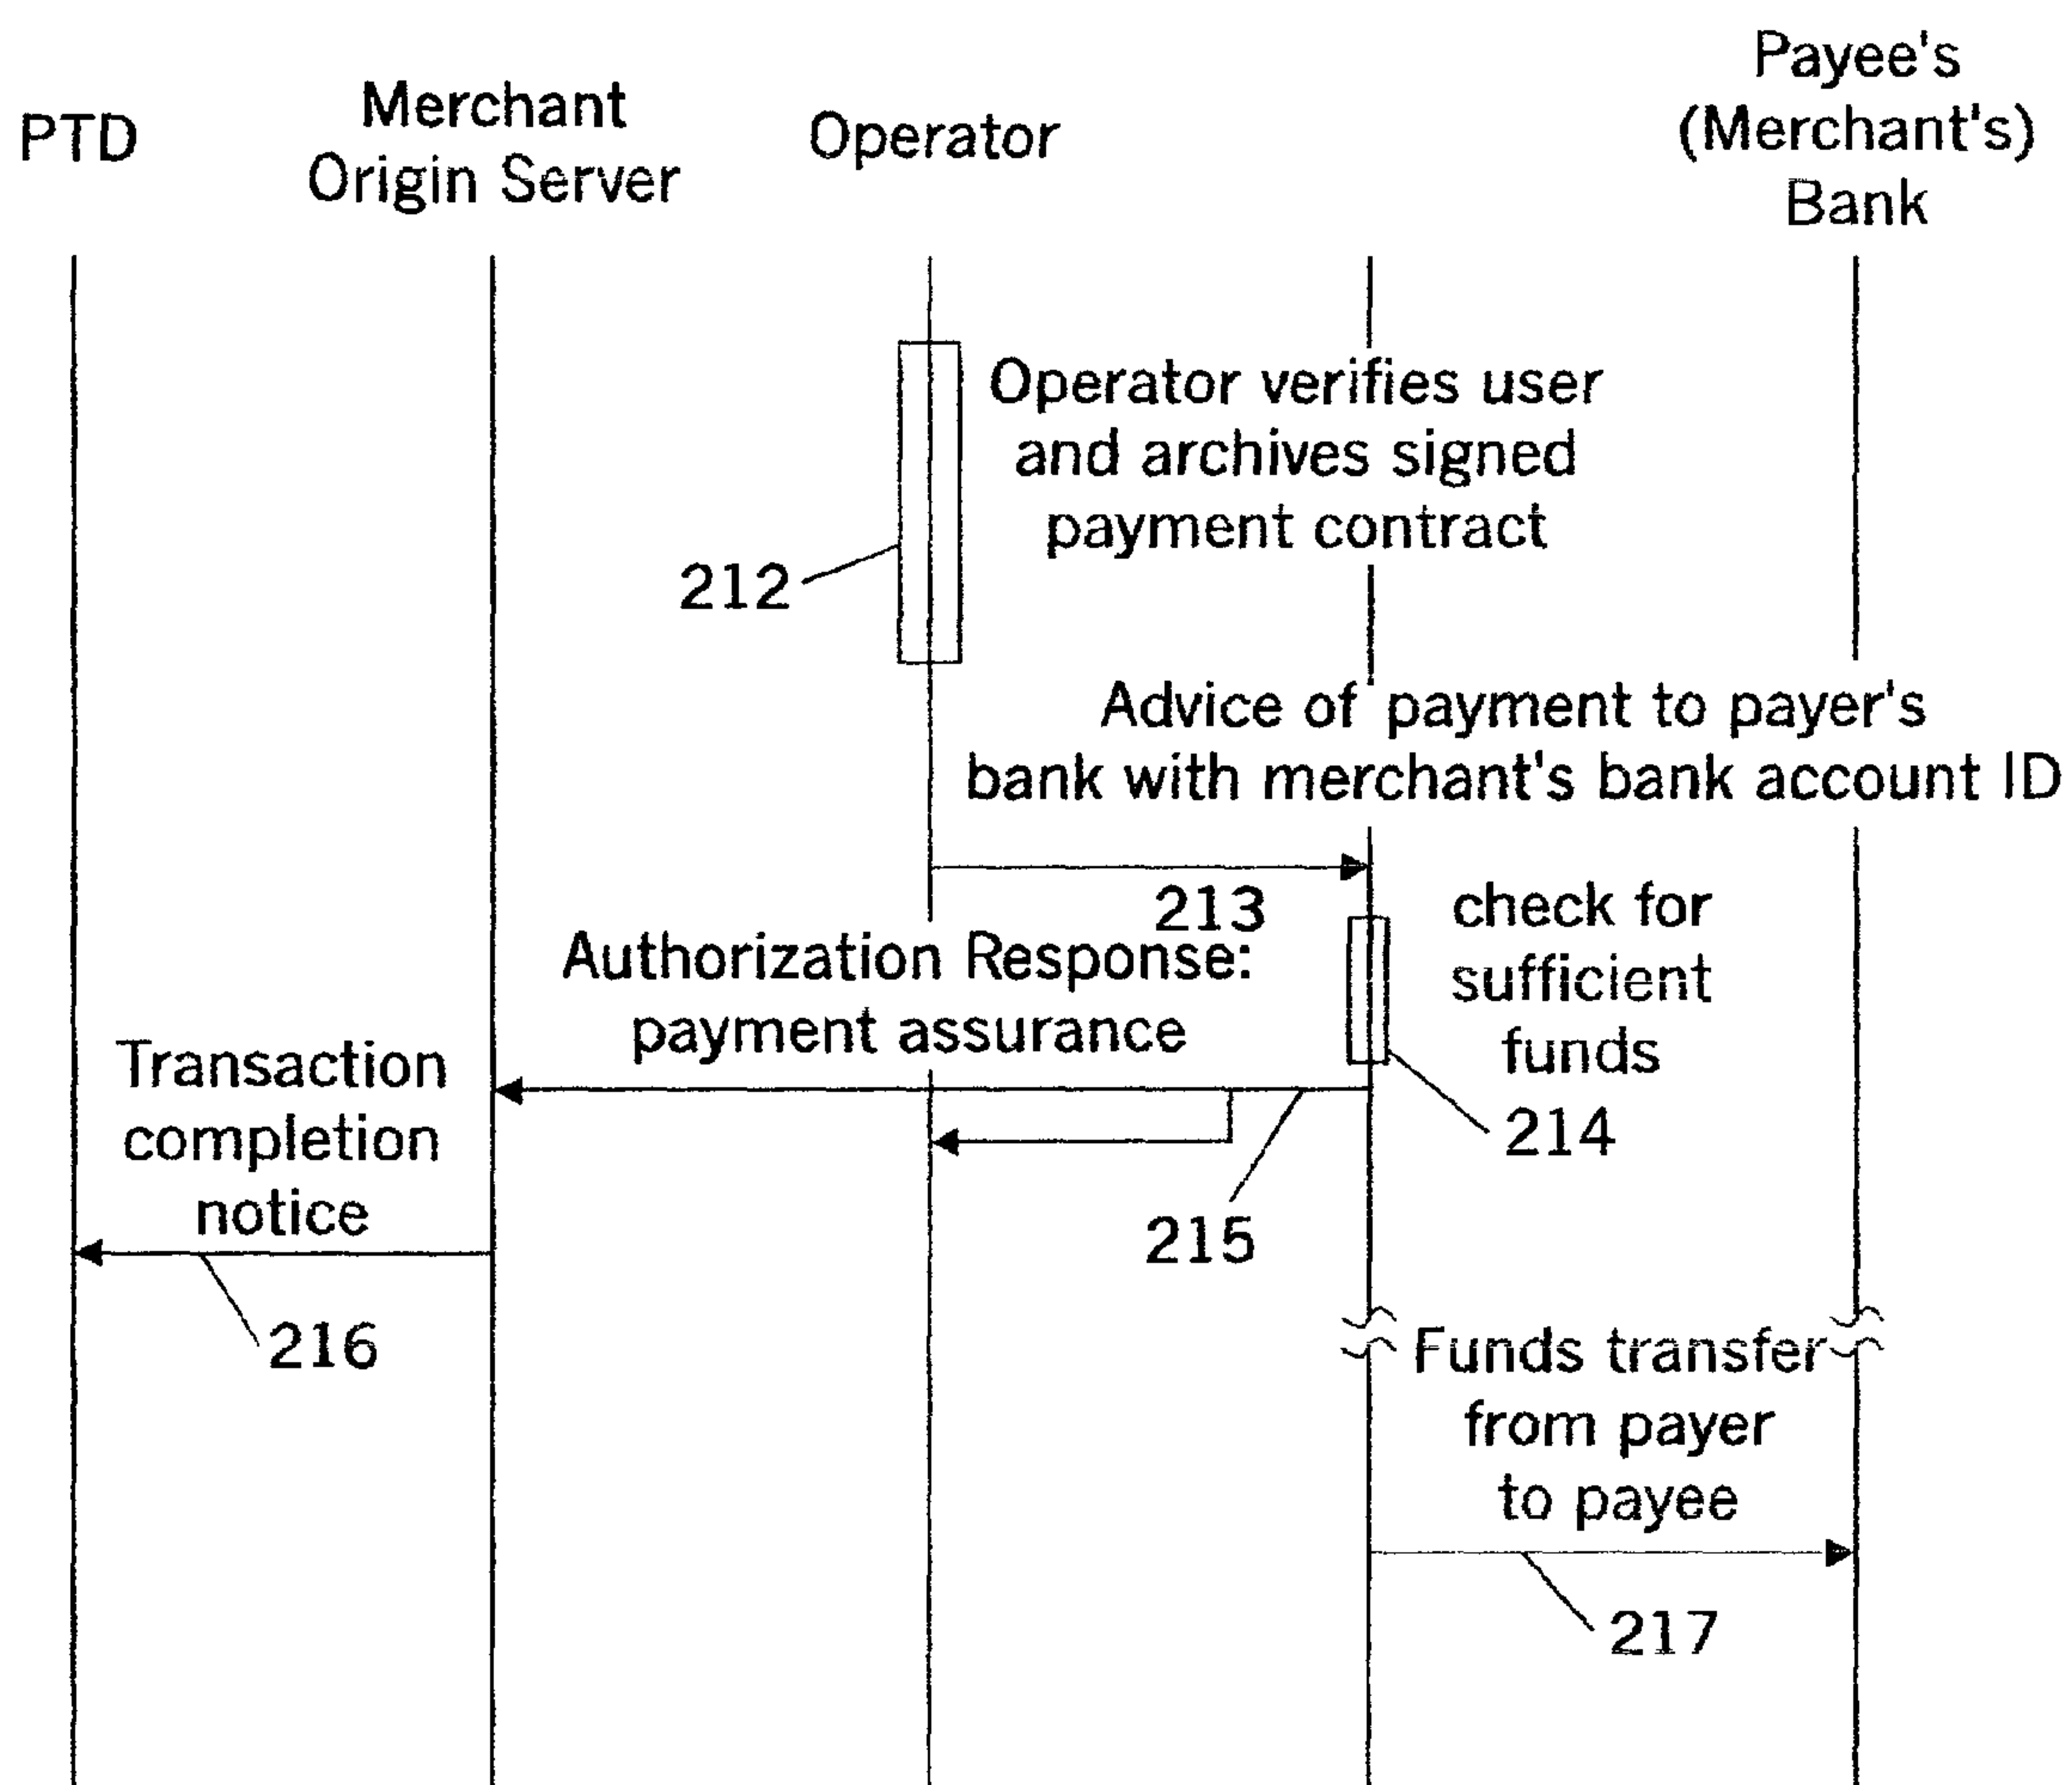 PTD
Merchant
Origin Server
Operator
Payee's
(Merchant's)
Bank
Operator verifies user
and archives signed
payment contract
212
Advice of payment to payer's
bank with merchant's bank account ID
213
check for
sufficient
funds
214
Authorization Response:
payment assurance
215
Transaction
completion
notice
216
Funds transfer
from payer
to payee
217